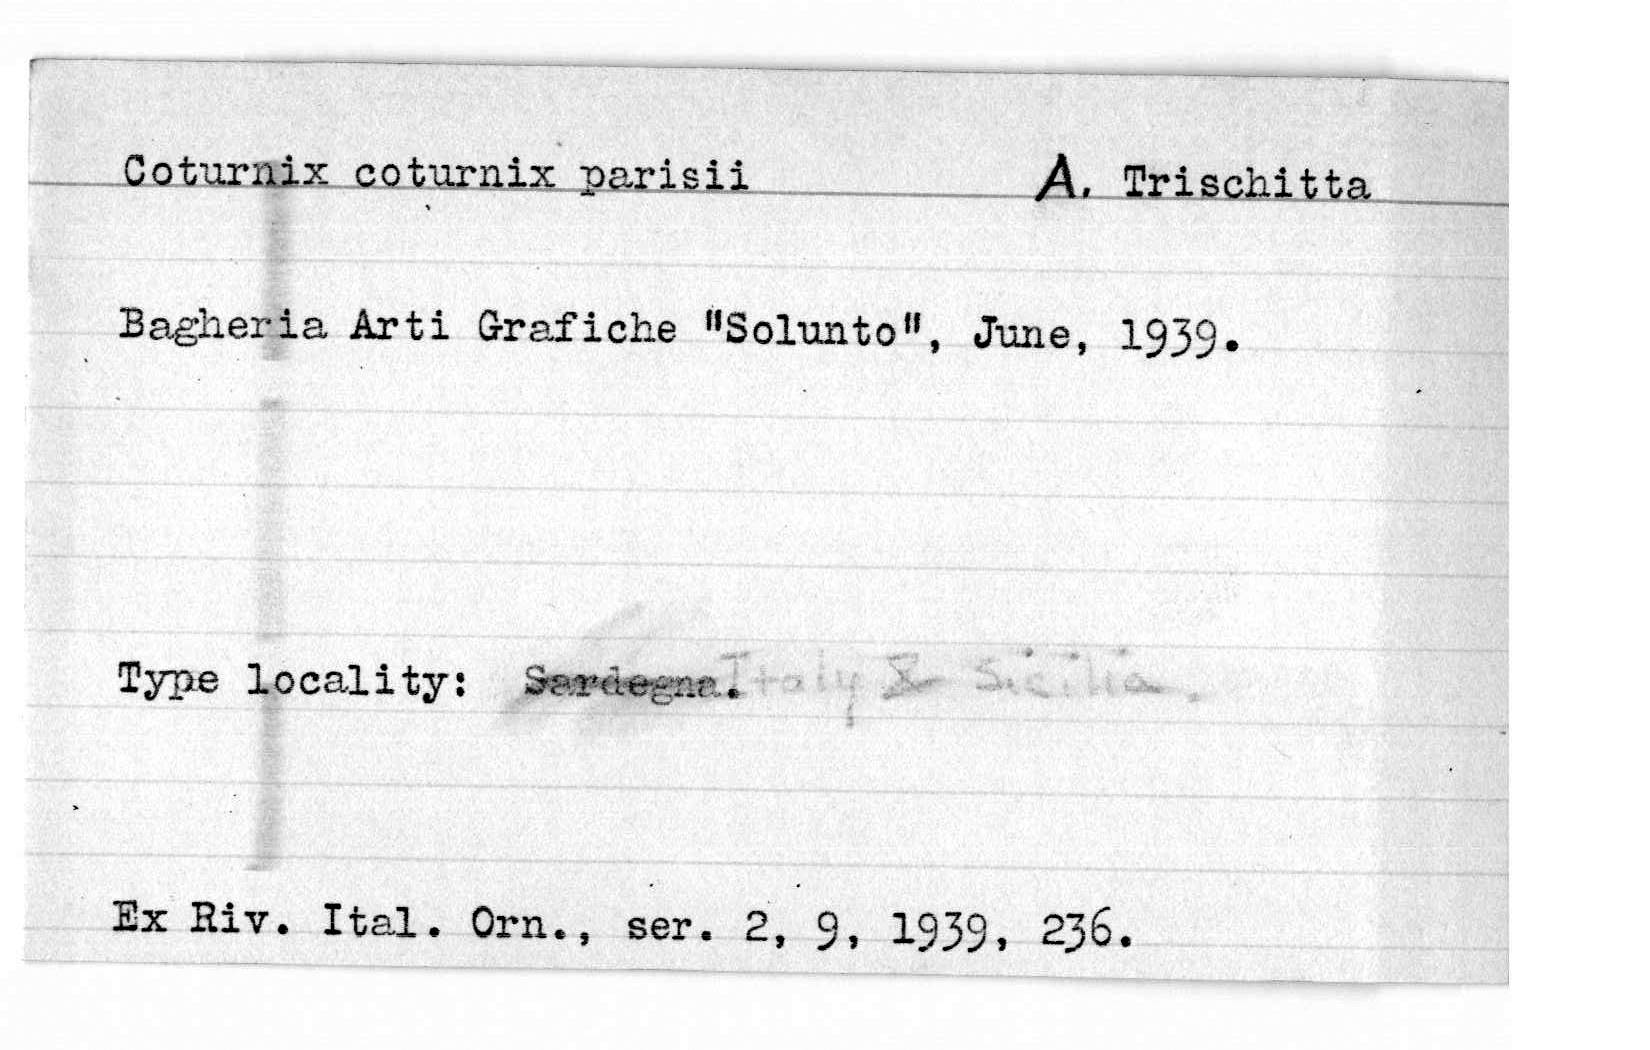 Coturnix coturnix parisii A. Trischitta
Bagheria Arti Grafiche "Solunto", June, 1939.
Type locality: Sardegna. Italy & Sicilia.
Ex Riv. Ital. Orn., ser. 2, 9, 1939, 236.